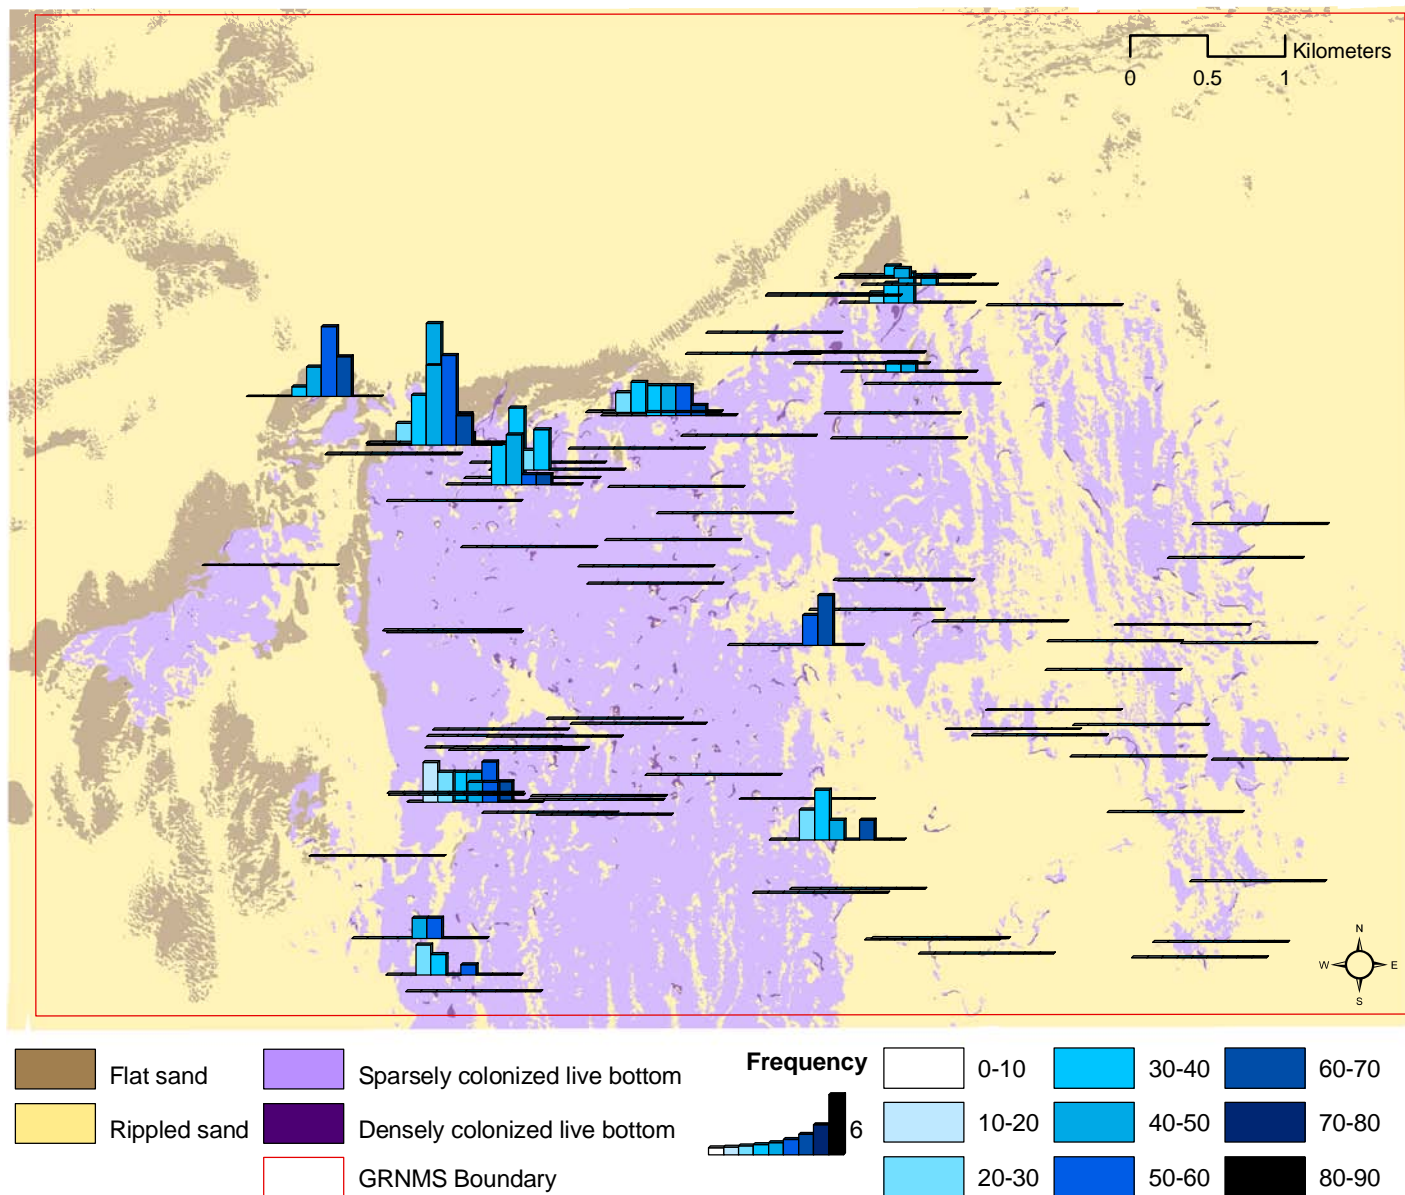 Kilometers
0 0.5 1
N
W E
S
Flat sand
Rippled sand
Sparsely colonized live bottom
Densely colonized live bottom
GRNMS Boundary
Frequency
6
0-10
10-20
20-30
30-40
40-50
50-60
60-70
70-80
80-90